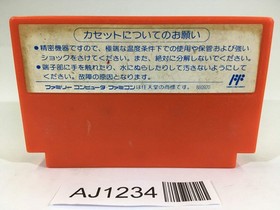 カセットについてのお願い
●精密機器ですので、極端な温度条件下での使用や保管および強い
ショックをさけてください。また、絶対に分解しないでください。
●端子部に手を触れたり、水にぬらしたりして汚さないようにして
ください。故障の原因となります。
ファミリーコンピュータ ファミコンは任天堂の商標です。
AJ1234